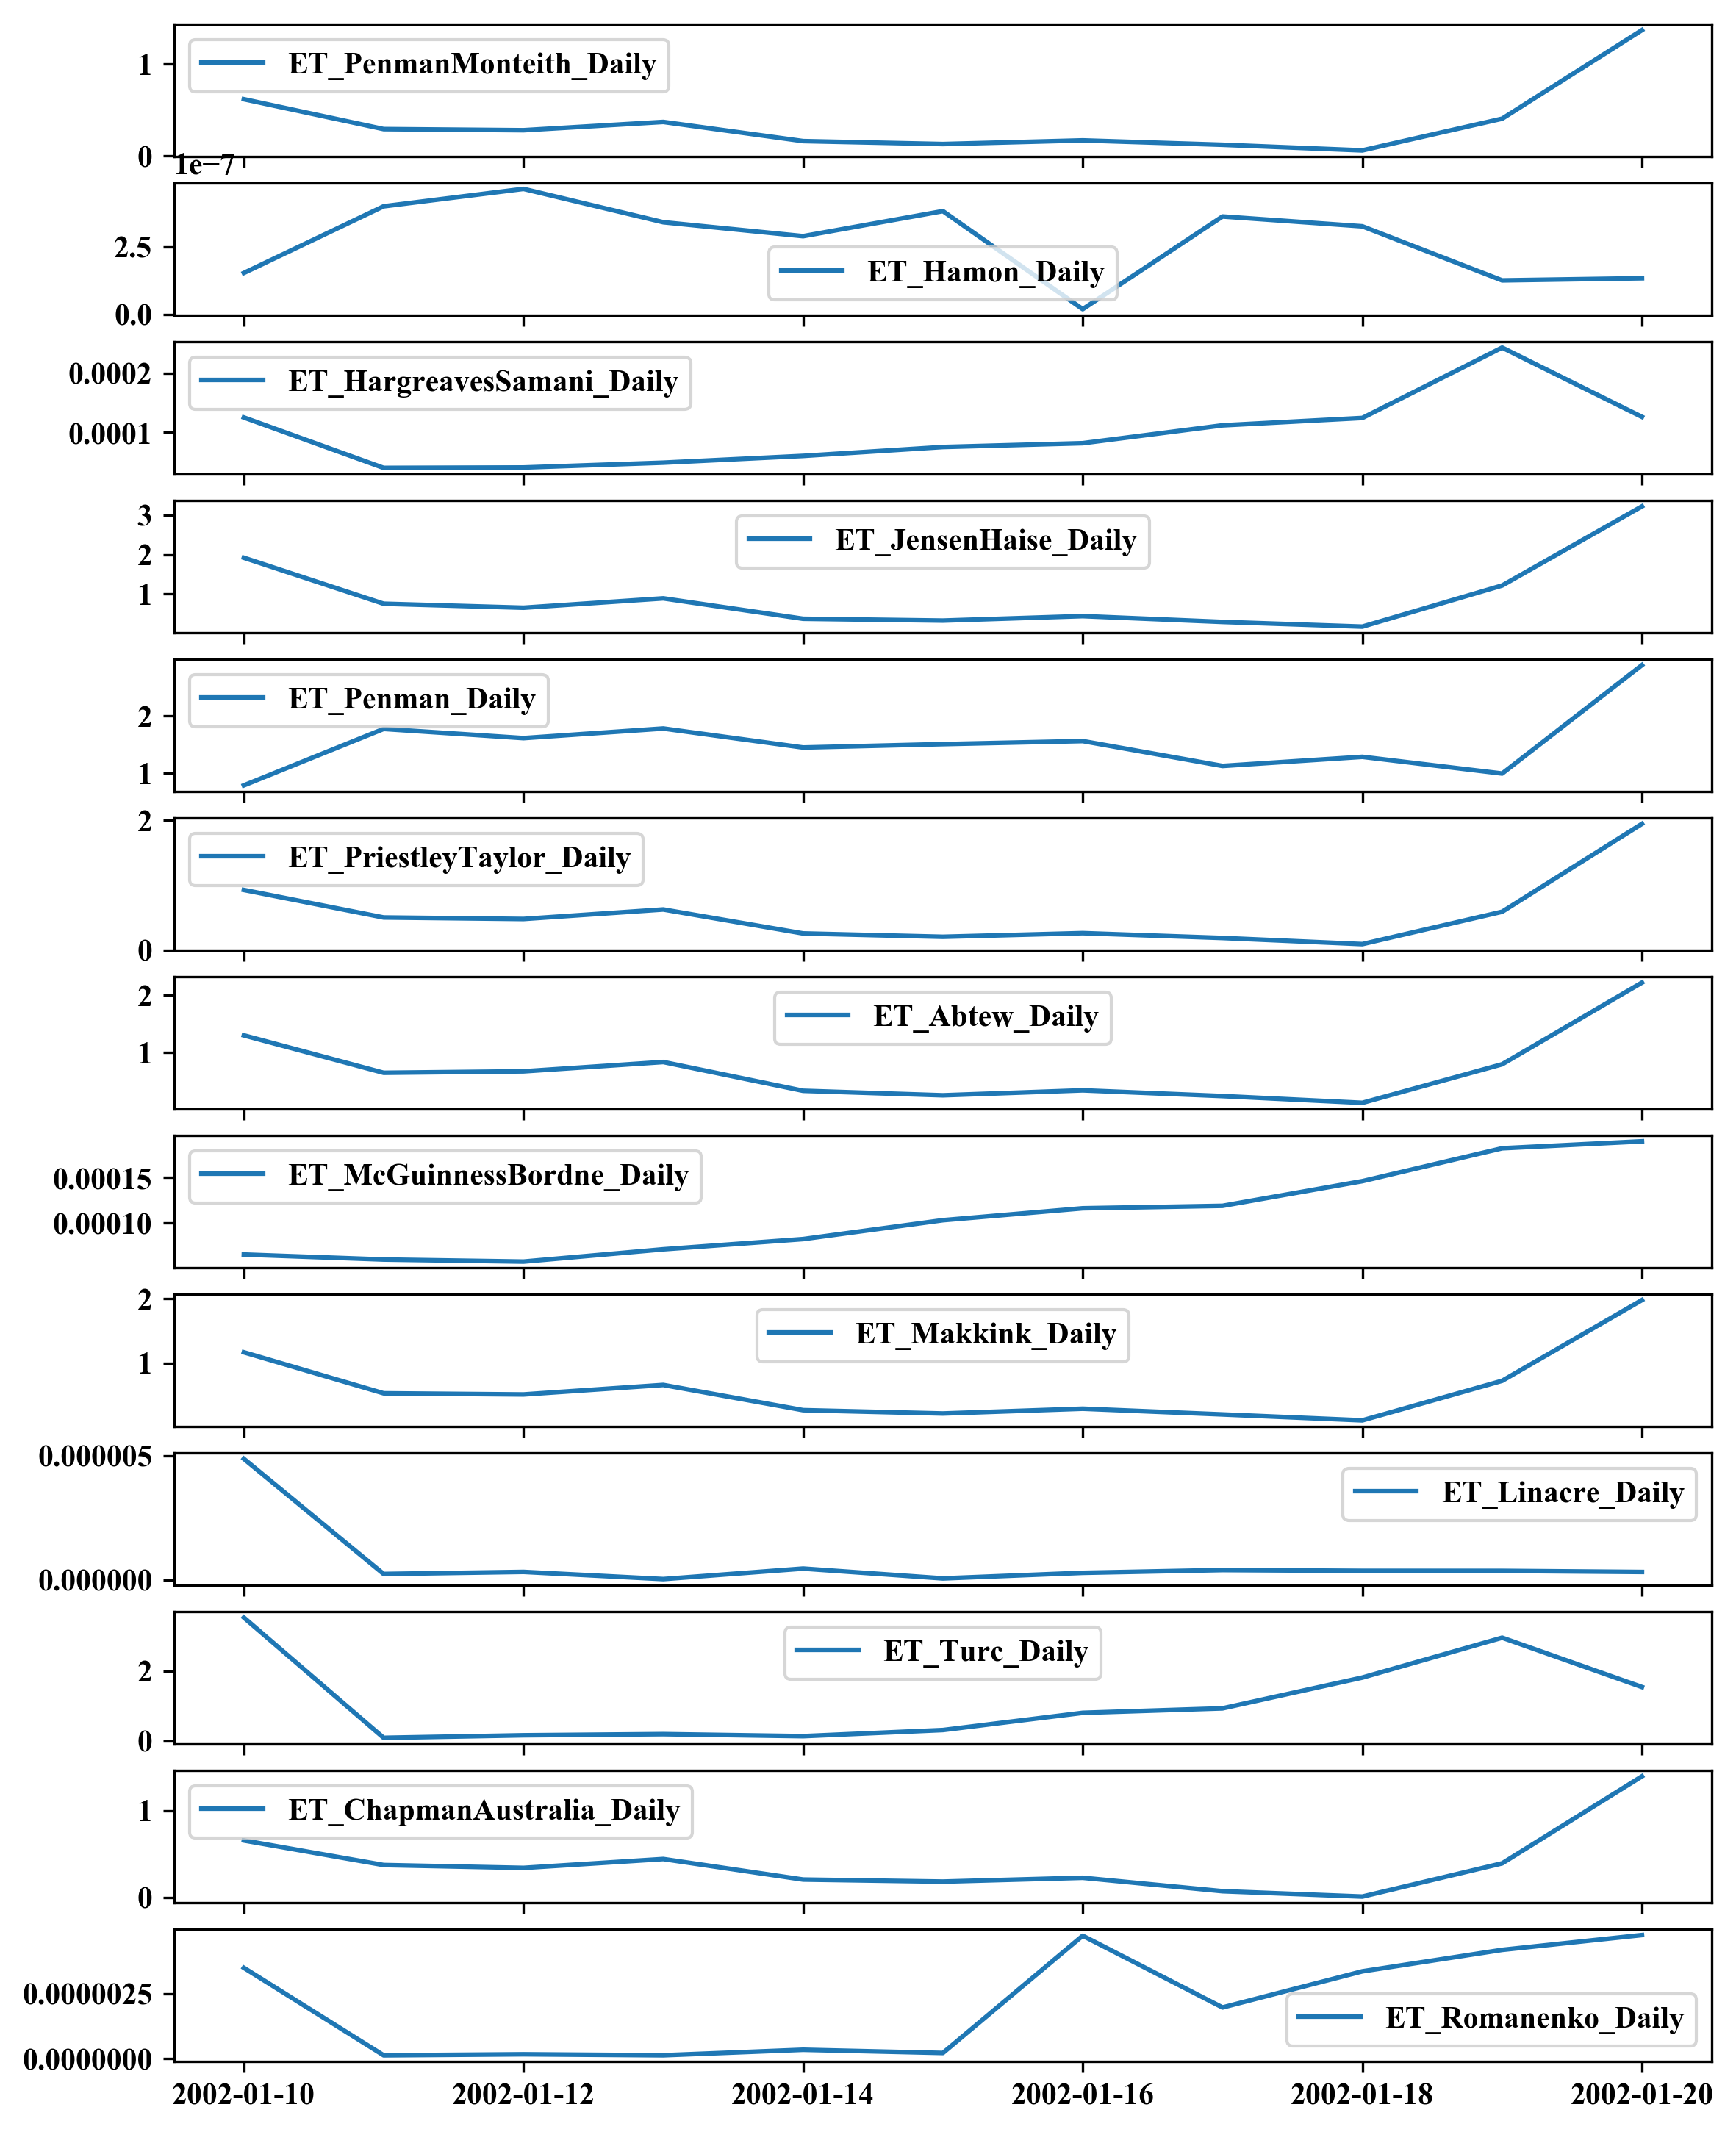 ET_PenmanMonteith_Daily
1
0
1e−7
2.5
ET_Hamon_Daily
0.0
0.0002
ET_HargreavesSamani_Daily
0.0001
3
ET_JensenHaise_Daily
2
1
ET_Penman_Daily
2
1
2
ET_PriestleyTaylor_Daily
0
2
ET_Abtew_Daily
1
ET_McGuinnessBordne_Daily
0.00015
0.00010
2
ET_Makkink_Daily
1
0.000005
ET_Linacre_Daily
0.000000
ET_Turc_Daily
2
0
ET_ChapmanAustralia_Daily
1
0
0.0000025
ET_Romanenko_Daily
0.0000000
2002-01-10 2002-01-12 2002-01-14 2002-01-16 2002-01-18 2002-01-20